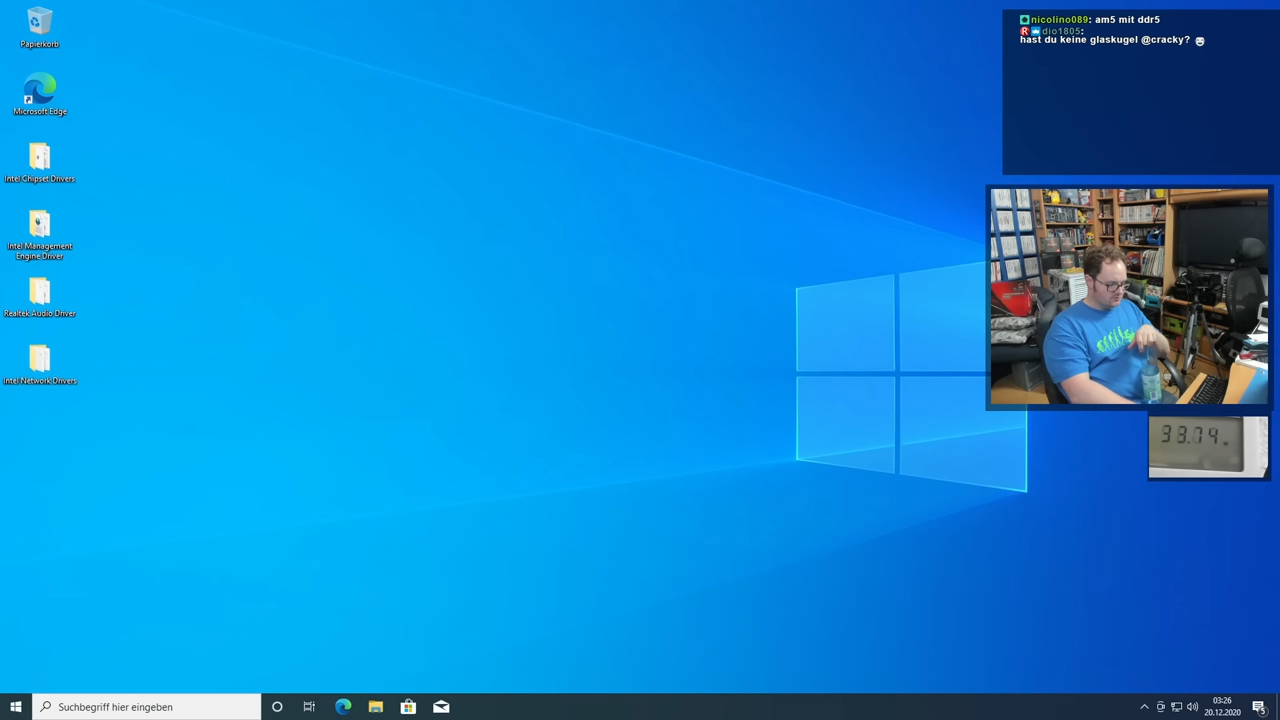 Papierkorb
Microsoft Edge
Intel Chipset Drivers
Intel Management
Engine Driver
Realtek Audio Driver
Intel Network Drivers
nicolino089: am5 mit ddr5
dio1805:
hast du keine glaskugel @cracky?
33.74 w
Suchbegriff hier eingeben
03:26
20.12.2020
5